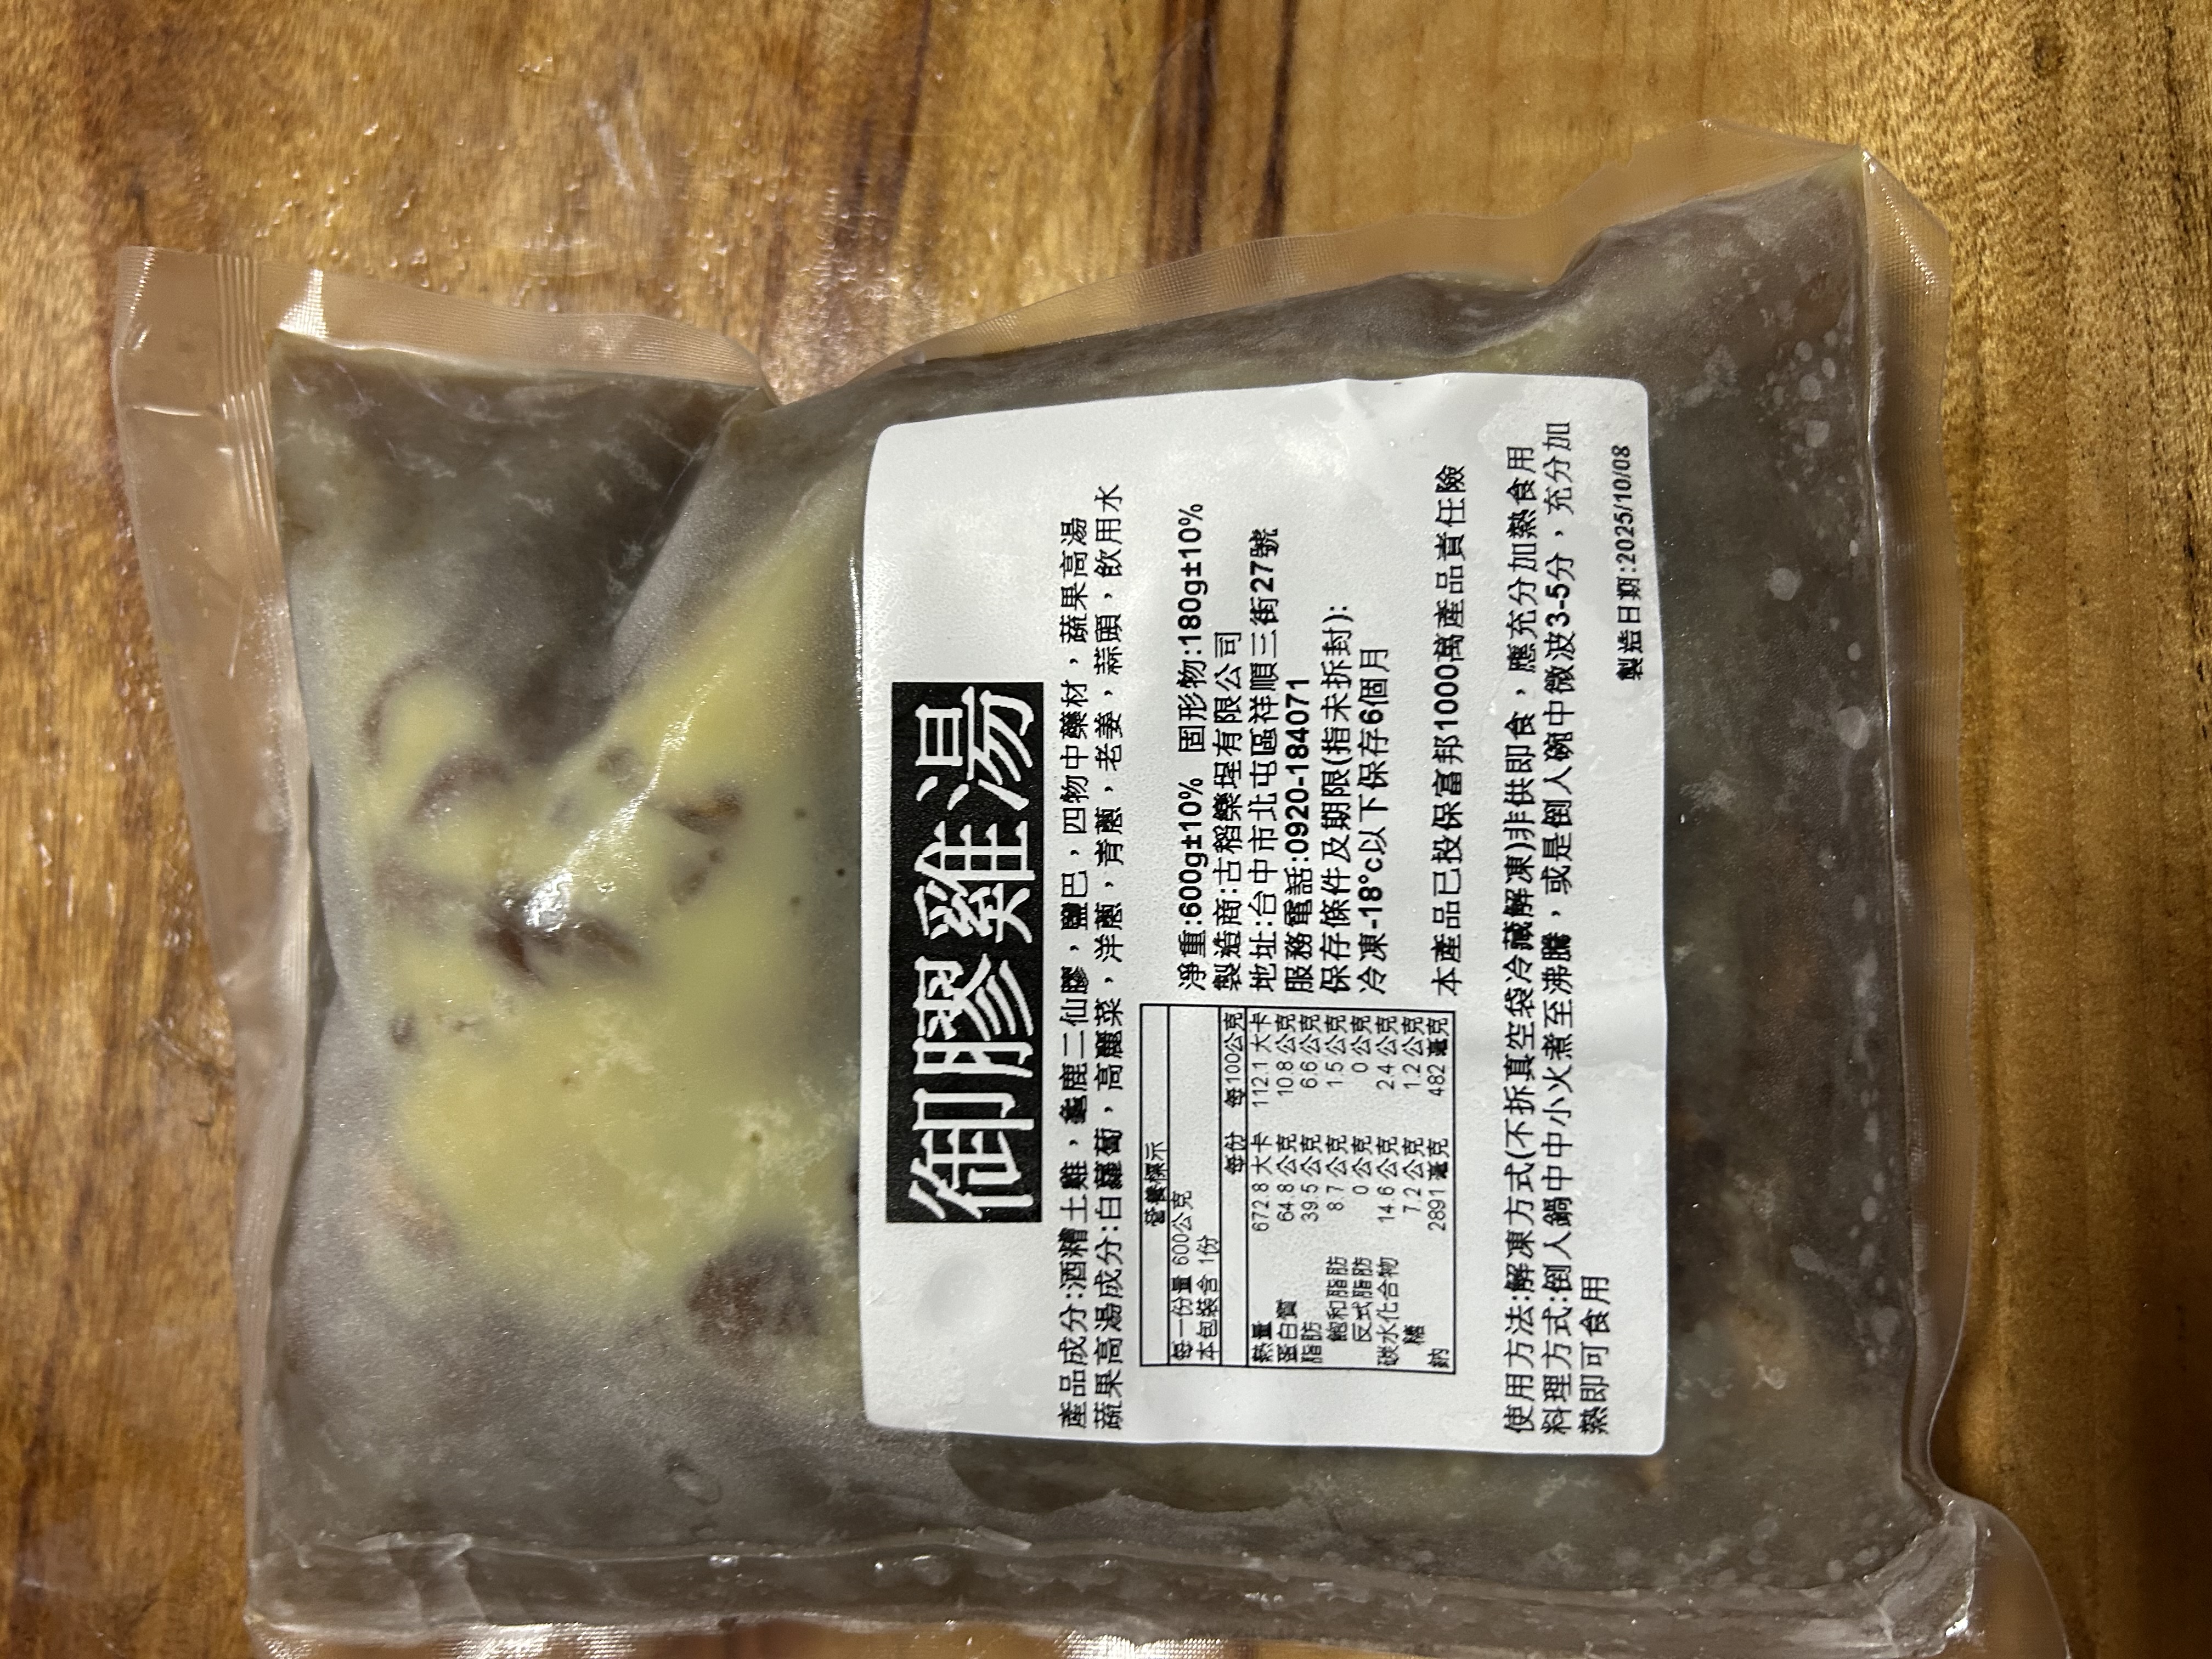 御膠雞湯
產品成分:酒糟土雞，龜鹿二仙膠，鹽巴，四物中藥材，蔬果高湯
蔬果高湯成分:白蘿蔔，高麗菜，洋蔥，青蔥，老姜，蒜頭，飲用水
營養標示
每一份量 600公克
本包裝含 1份
每份 每100公克
熱量 672.8 大卡 112.1 大卡
蛋白質 64.8 公克 10.8 公克
脂肪 39.5 公克 6.6 公克
飽和脂肪 8.7 公克 1.5 公克
反式脂肪 0 公克 0 公克
碳水化合物 14.6 公克 2.4 公克
糖 7.2 公克 1.2 公克
鈉 2891 毫克 482 毫克
淨重:600g±10% 固形物:180g±10%
製造商:古稻樂埕有限公司
地址:台中市北屯區祥順三街27號
服務電話:0920-184071
保存條件及期限(指未拆封):
冷凍-18°c以下保存6個月
本產品已投保富邦1000萬產品責任險
使用方法:解凍方式(不拆真空袋冷藏解凍)非供即食，應充分加熱食用
料理方式:倒入鍋中中小火煮至沸騰，或是倒入碗中微波3-5分，充分加
熱即可食用
製造日期:2025/10/08